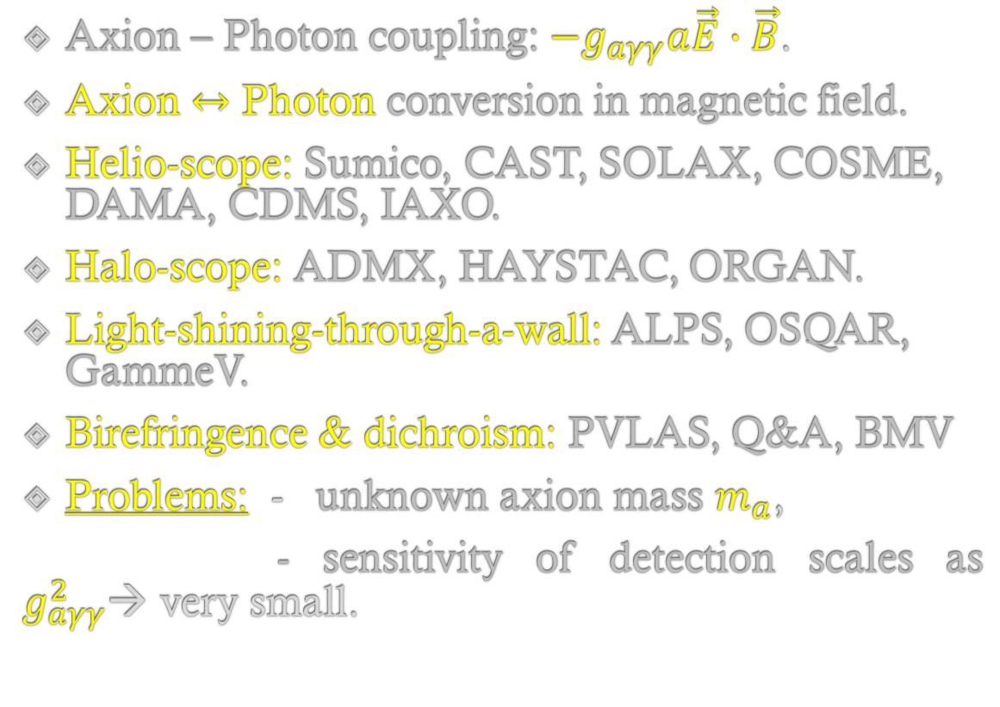 ❖ Axion – Photon coupling: $-g_{a\gamma\gamma} a\vec{E} \cdot \vec{B}$.
❖ Axion ↔ Photon conversion in magnetic field.
❖ Helio-scope: Sumico, CAST, SOLAX, COSME,
DAMA, CDMS, IAXO.
❖ Halo-scope: ADMX, HAYSTAC, ORGAN.
❖ Light-shining-through-a-wall: ALPS, OSQAR,
GammeV.
❖ Birefringence & dichroism: PVLAS, Q&A, BMV
❖ Problems: - unknown axion mass $m_a$,
- sensitivity of detection scales as
$g^2_{a\gamma\gamma}$→ very small.